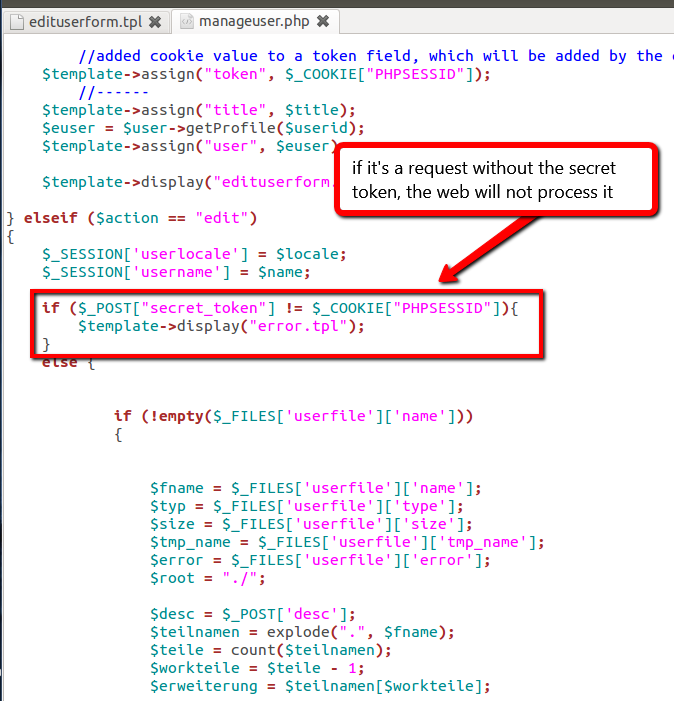 edituserform.tpl manageuser.php
//added cookie value to a token field, which will be added by the
$template->assign("token", $_COOKIE["PHPSESSID"]);
//------
$template->assign("title", $title);
$euser = $user->getProfile($userid);
$template->assign("user", $euser)
$template->display("edituserform.
if it's a request without the secret
token, the web will not process it
} elseif ($action == "edit")
{
$_SESSION['userlocale'] = $locale;
$_SESSION['username'] = $name;
if ($_POST["secret_token"] != $_COOKIE["PHPSESSID"]){
$template->display("error.tpl");
}
else {
if (!empty($_FILES['userfile']['name']))
{
$fname = $_FILES['userfile']['name'];
$typ = $_FILES['userfile']['type'];
$size = $_FILES['userfile']['size'];
$tmp_name = $_FILES['userfile']['tmp_name'];
$error = $_FILES['userfile']['error'];
$root = "./";
$desc = $_POST['desc'];
$teilnamen = explode(".", $fname);
$teile = count($teilnamen);
$workteile = $teile - 1;
$erweiterung = $teilnamen[$workteile];